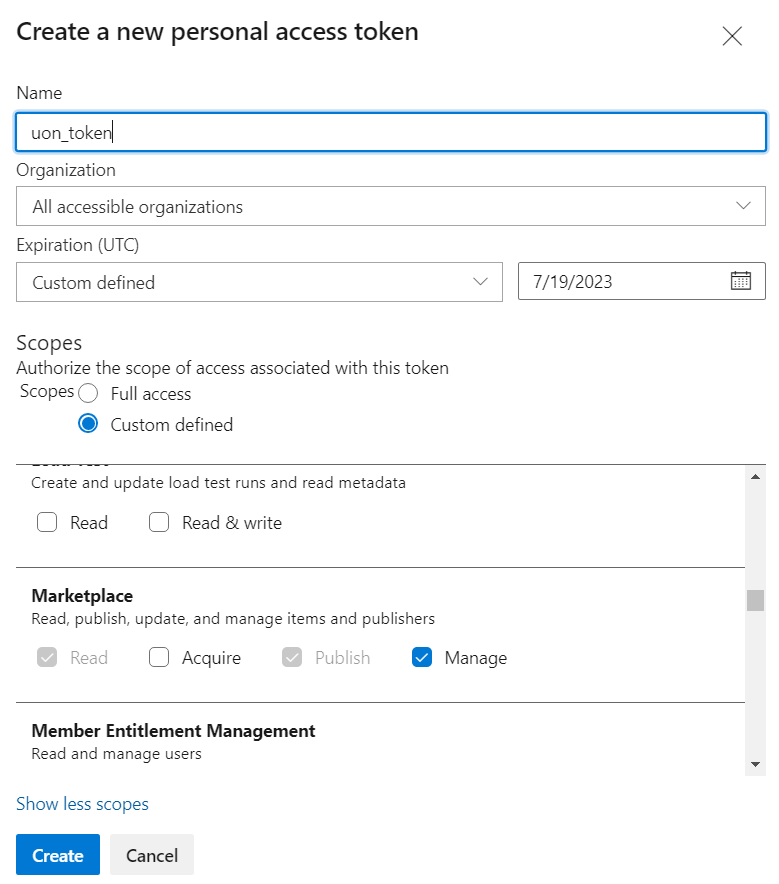 Create a new personal access token
Name
uon_token
Organization
All accessible organizations
Expiration (UTC)
Custom defined 7/19/2023
Scopes
Authorize the scope of access associated with this token
Scopes Full access
Custom defined
Create and update load test runs and read metadata
Read Read & write
Marketplace
Read, publish, update, and manage items and publishers
Read Acquire Publish Manage
Member Entitlement Management
Read and manage users
Show less scopes
Create Cancel